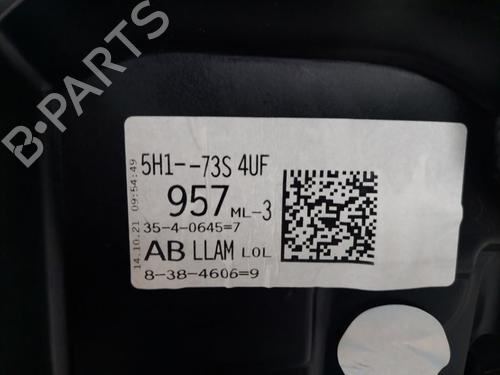 5H1--73S 4UF
957 ML-3
35-4-0645=7
AB LLAM LOL
8-38-4606=9
14.10.21 09:54:49
B-PARTS